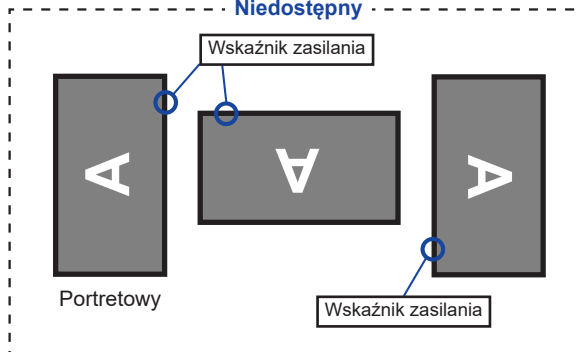 Niedostępny
Wskaźnik zasilania
A
A
A
Portretowy
Wskaźnik zasilania